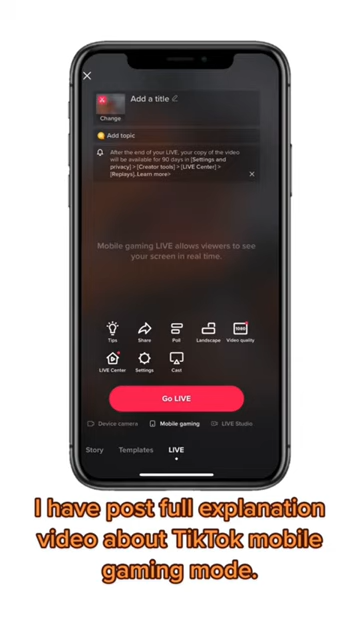 Add a title
Change
Add topic
After the end of your LIVE, your copy of the video
will be available for 90 days in [Settings and
privacy] > [Creator tools] > [LIVE Center] >
[Replays]. Learn more>
Mobile gaming LIVE allows viewers to see
your screen in real time.
Tips Share Poll Landscape Video quality
LIVE Center Settings Cast
Go LIVE
Device camera Mobile gaming LIVE Studio
Story Templates LIVE
I have post full explanation
video about TikTok mobile
gaming mode.